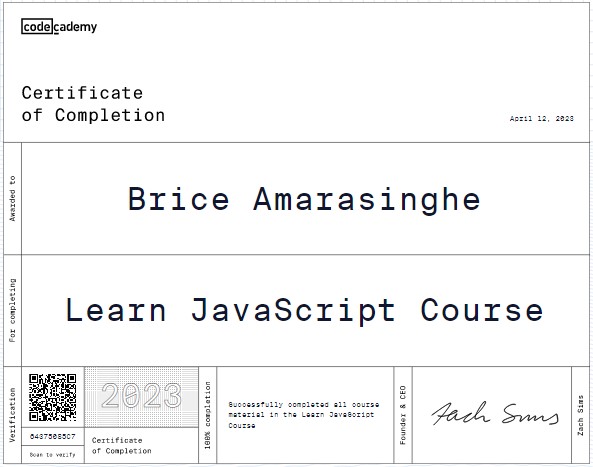 codecademy
Certificate
of Completion
April 12, 2023
Awarded to
Brice Amarasinghe
For completing
Learn JavaScript Course
Verification
Scan to verify
2023
Certificate
of Completion
100% completion
Successfully completed all course
material in the Learn JavaScript
Course
Founder & CEO
Zach Sims
Zach Sims